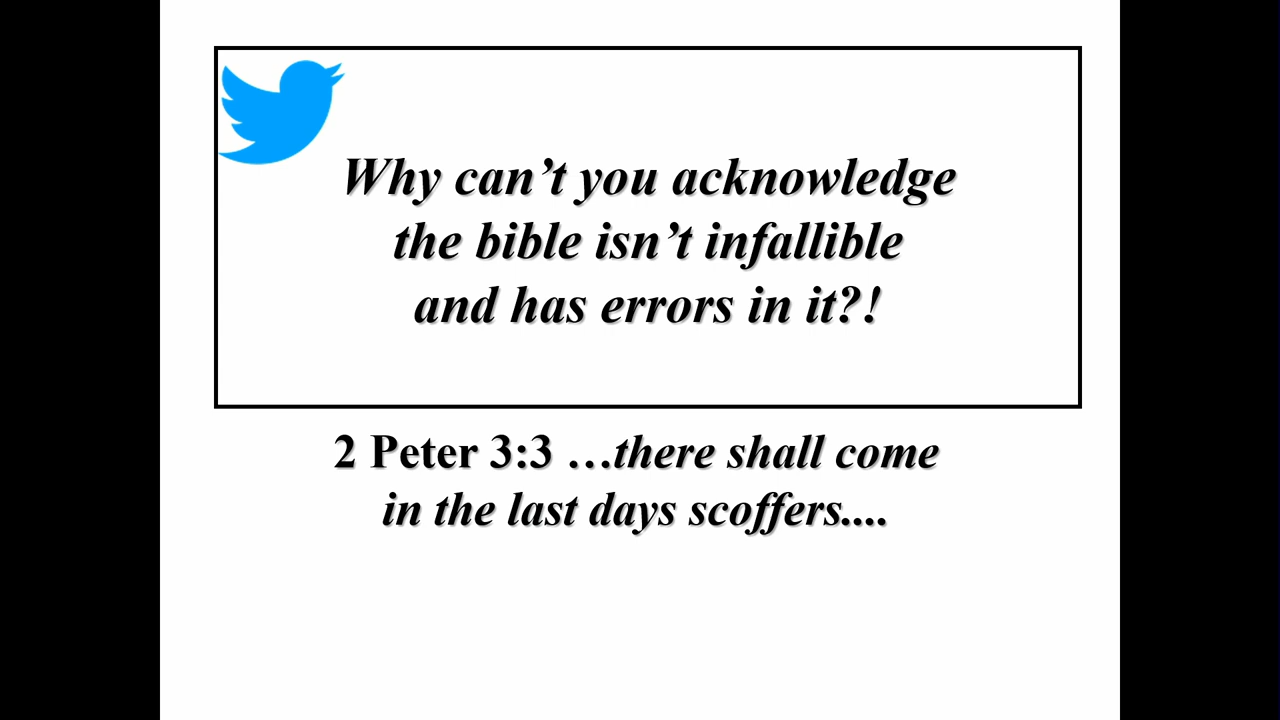 Why can’t you acknowledge
the bible isn’t infallible
and has errors in it?!
2 Peter 3:3 …there shall come
in the last days scoffers....